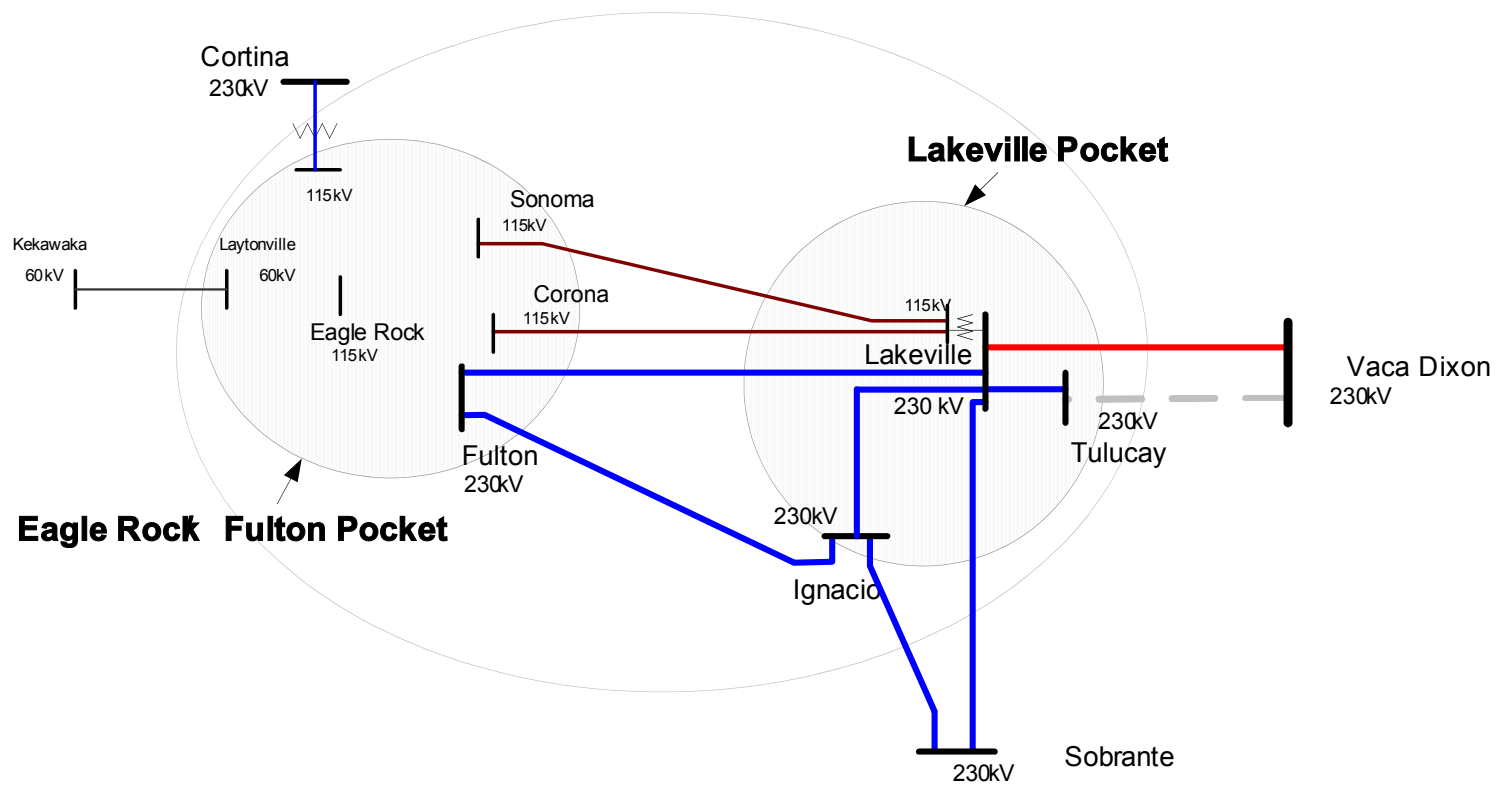 Cortina
230kV
Lakeville Pocket
115kV
Sonoma
115kV
Kekawaka
60kV
Laytonville
60kV
Corona
115kV
115kV
Eagle Rock
115kV
Lakeville
230 kV
Vaca Dixon
230kV
230kV
Tulucay
Fulton
230kV
Eagle Rock/ Fulton Pocket
230kV
Ignacio
Sobrante
230kV